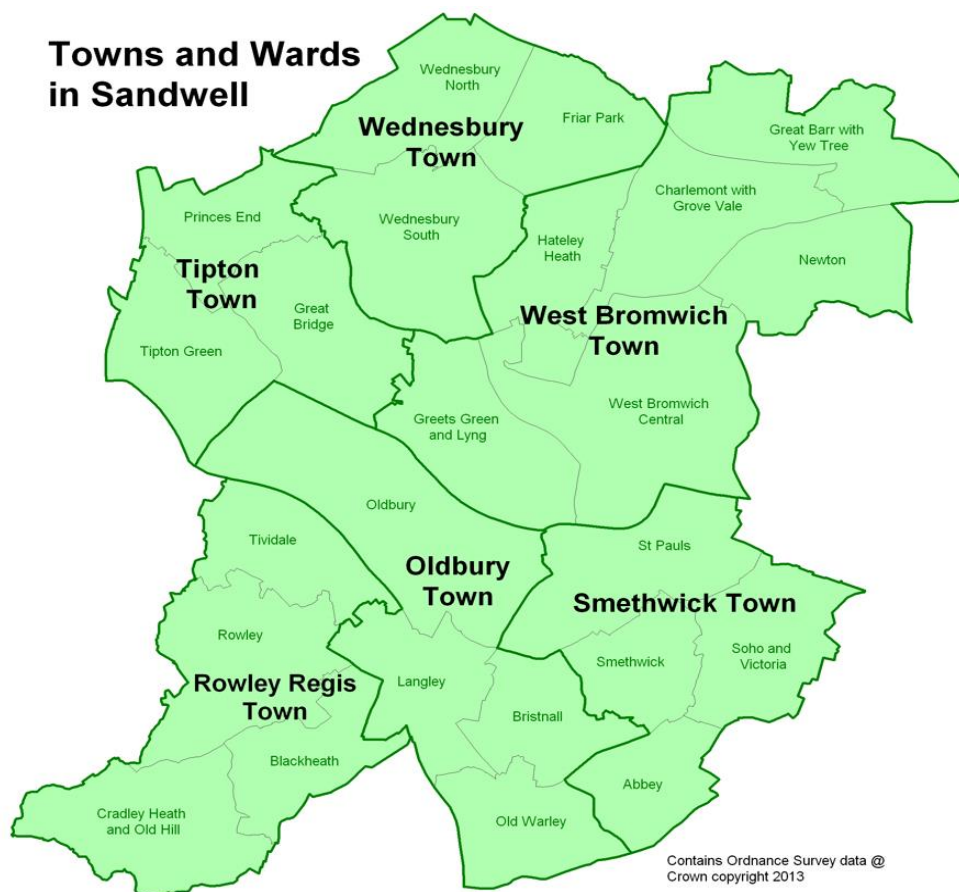 Towns and Wards
in Sandwell
Wednesbury
North
Friar Park
Wednesbury
Town
Great Barr with
Yew Tree
Charlemont with
Grove Vale
Princes End
Wednesbury
South
Hateley
Heath
Newton
Tipton
Town
Great
Bridge
West Bromwich
Town
Tipton Green
Greets Green
and Lyng
West Bromwich
Central
Oldbury
Tividale
St Pauls
Oldbury
Town
Smethwick Town
Rowley
Smethwick
Soho and
Victoria
Langley
Rowley Regis
Town
Bristnall
Blackheath
Abbey
Cradley Heath
and Old Hill
Old Warley
Contains Ordnance Survey data @
Crown copyright 2013